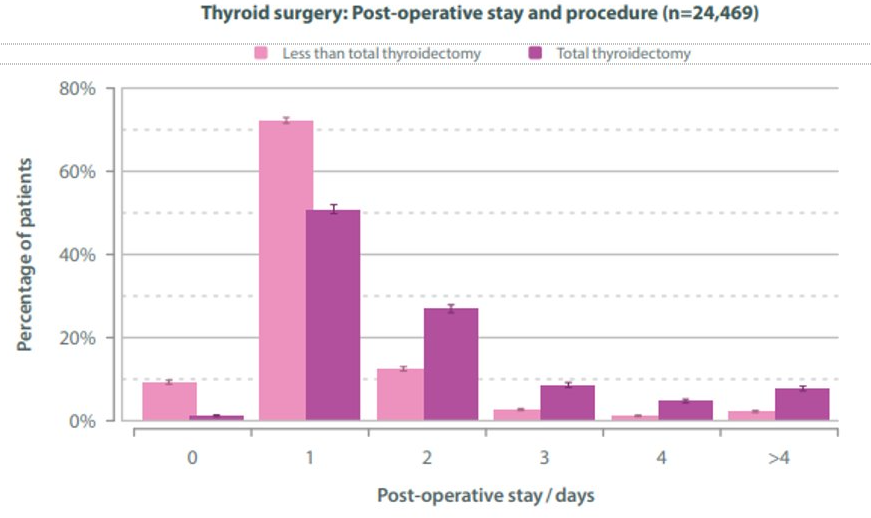 Thyroid surgery: Post-operative stay and procedure (n=24,469)
Less than total thyroidectomy
Total thyroidectomy
Percentage of patients
80%
60%
40%
20%
0%
0
1
2
3
4
>4
Post-operative stay / days